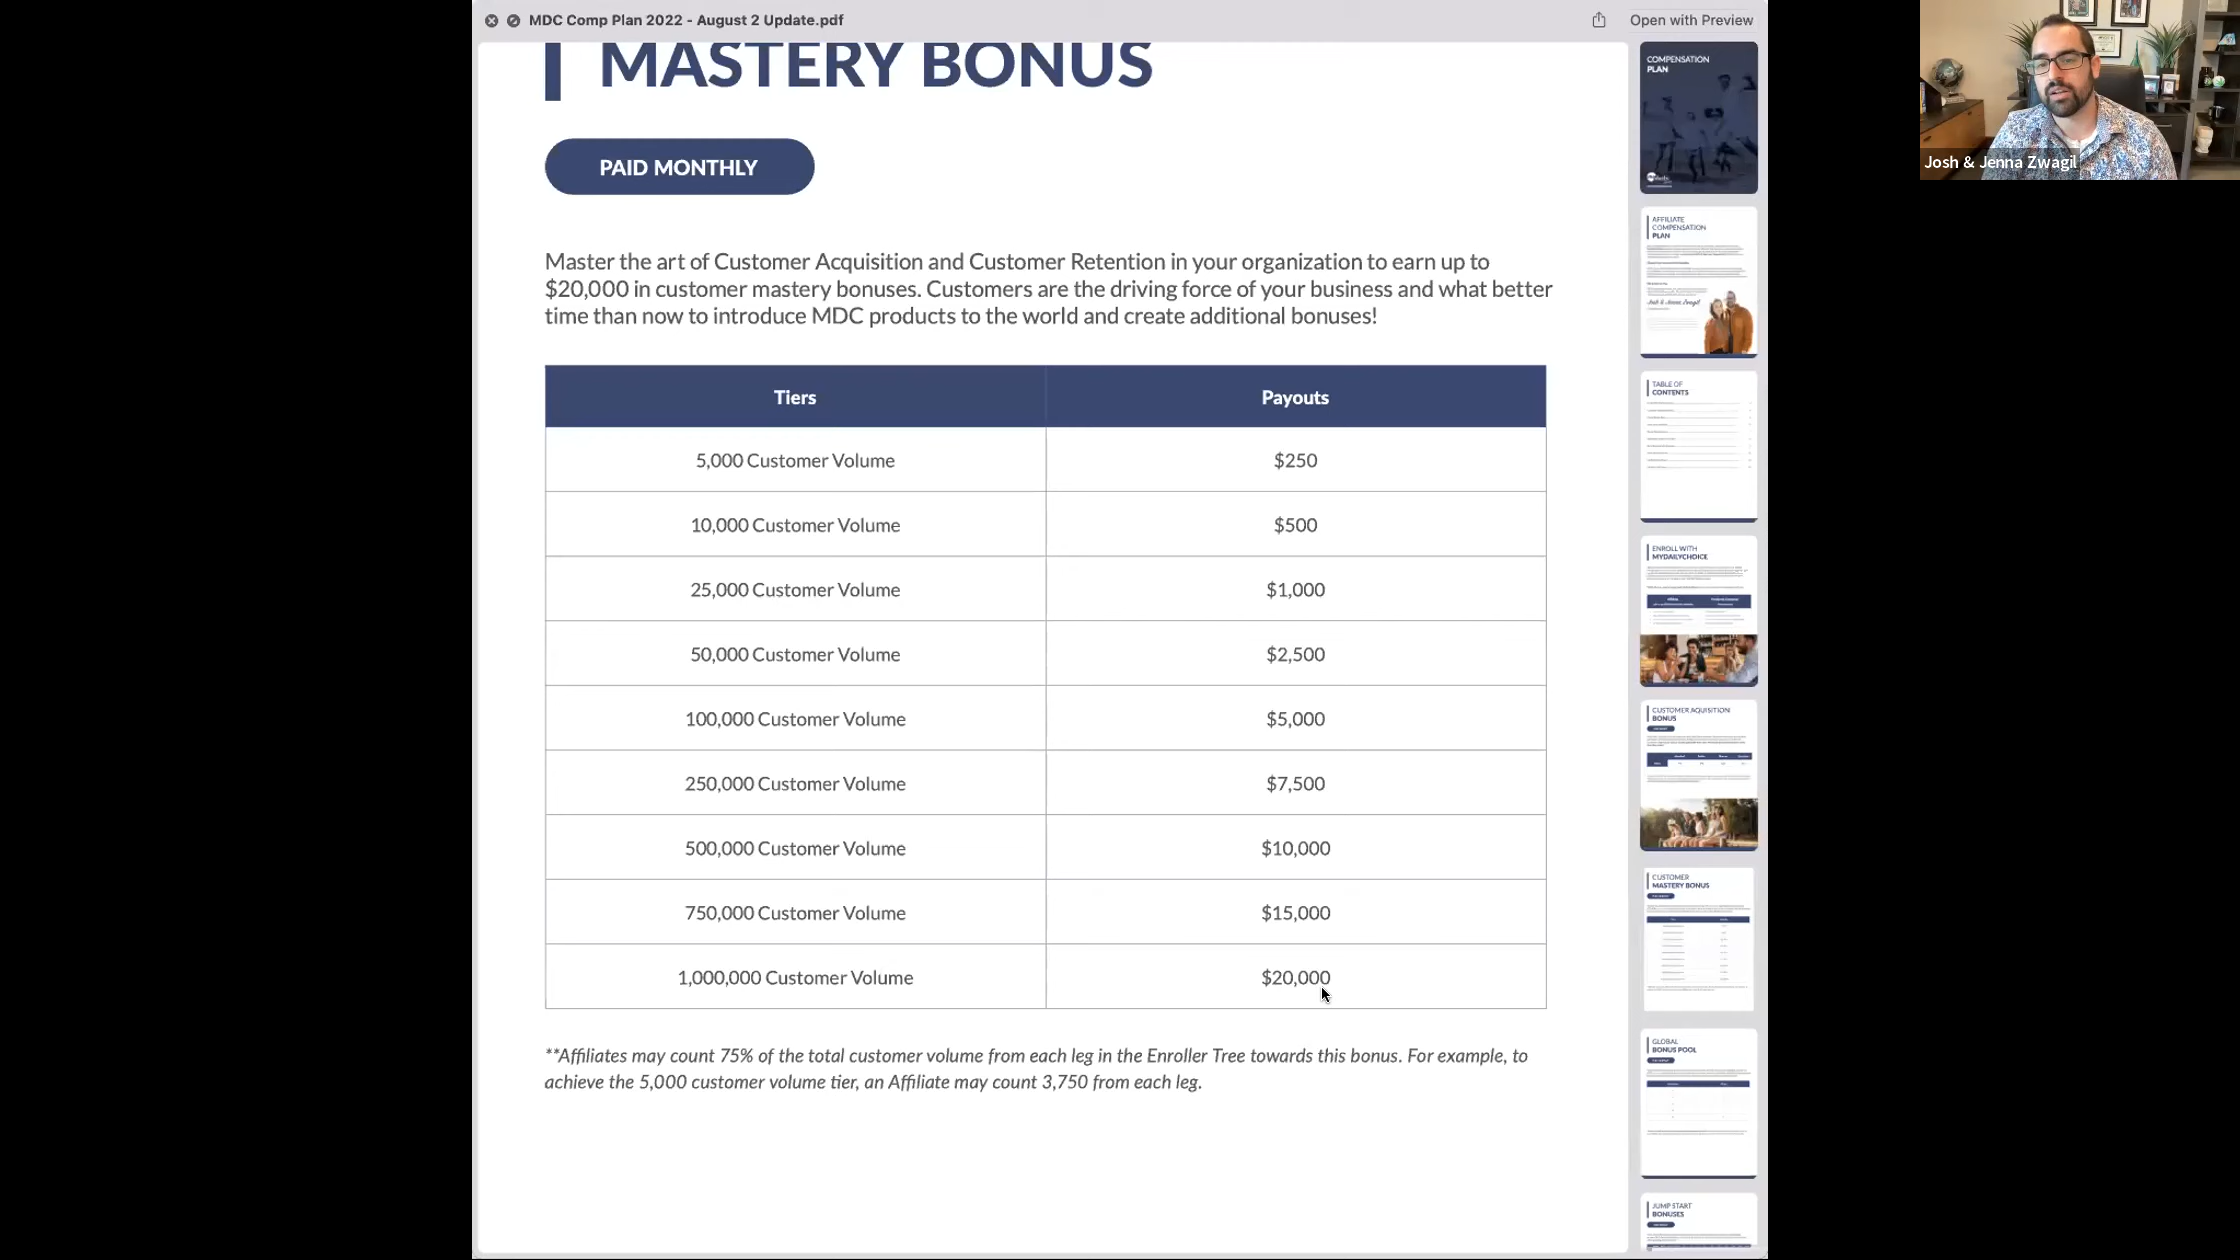 MDC Comp Plan 2022 - August 2 Update.pdf
Open with Preview
MASTERY BONUS
PAID MONTHLY
Master the art of Customer Acquisition and Customer Retention in your organization to earn up to
$20,000 in customer mastery bonuses. Customers are the driving force of your business and what better
time than now to introduce MDC products to the world and create additional bonuses!
Tiers Payouts
5,000 Customer Volume $250
10,000 Customer Volume $500
25,000 Customer Volume $1,000
50,000 Customer Volume $2,500
100,000 Customer Volume $5,000
250,000 Customer Volume $7,500
500,000 Customer Volume $10,000
750,000 Customer Volume $15,000
1,000,000 Customer Volume $20,000
**Affiliates may count 75% of the total customer volume from each leg in the Enroller Tree towards this bonus. For example, to
achieve the 5,000 customer volume tier, an Affiliate may count 3,750 from each leg.
COMPENSATION
PLAN
AFFILIATE
COMPENSATION
PLAN
TABLE OF
CONTENTS
ENROLL WITH
MYDAILYCHOICE
CUSTOMER AQUISITION
BONUS
CUSTOMER
MASTERY BONUS
GLOBAL
BONUS POOL
JUMP START
BONUSES
Josh & Jenna Zwagil